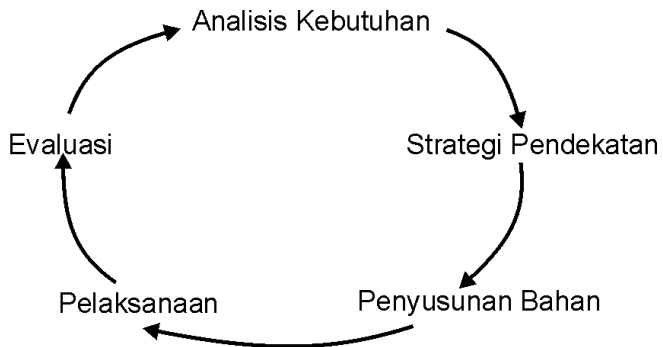 Analisis Kebutuhan
Evaluasi
Strategi Pendekatan
Pelaksanaan
Penyusunan Bahan